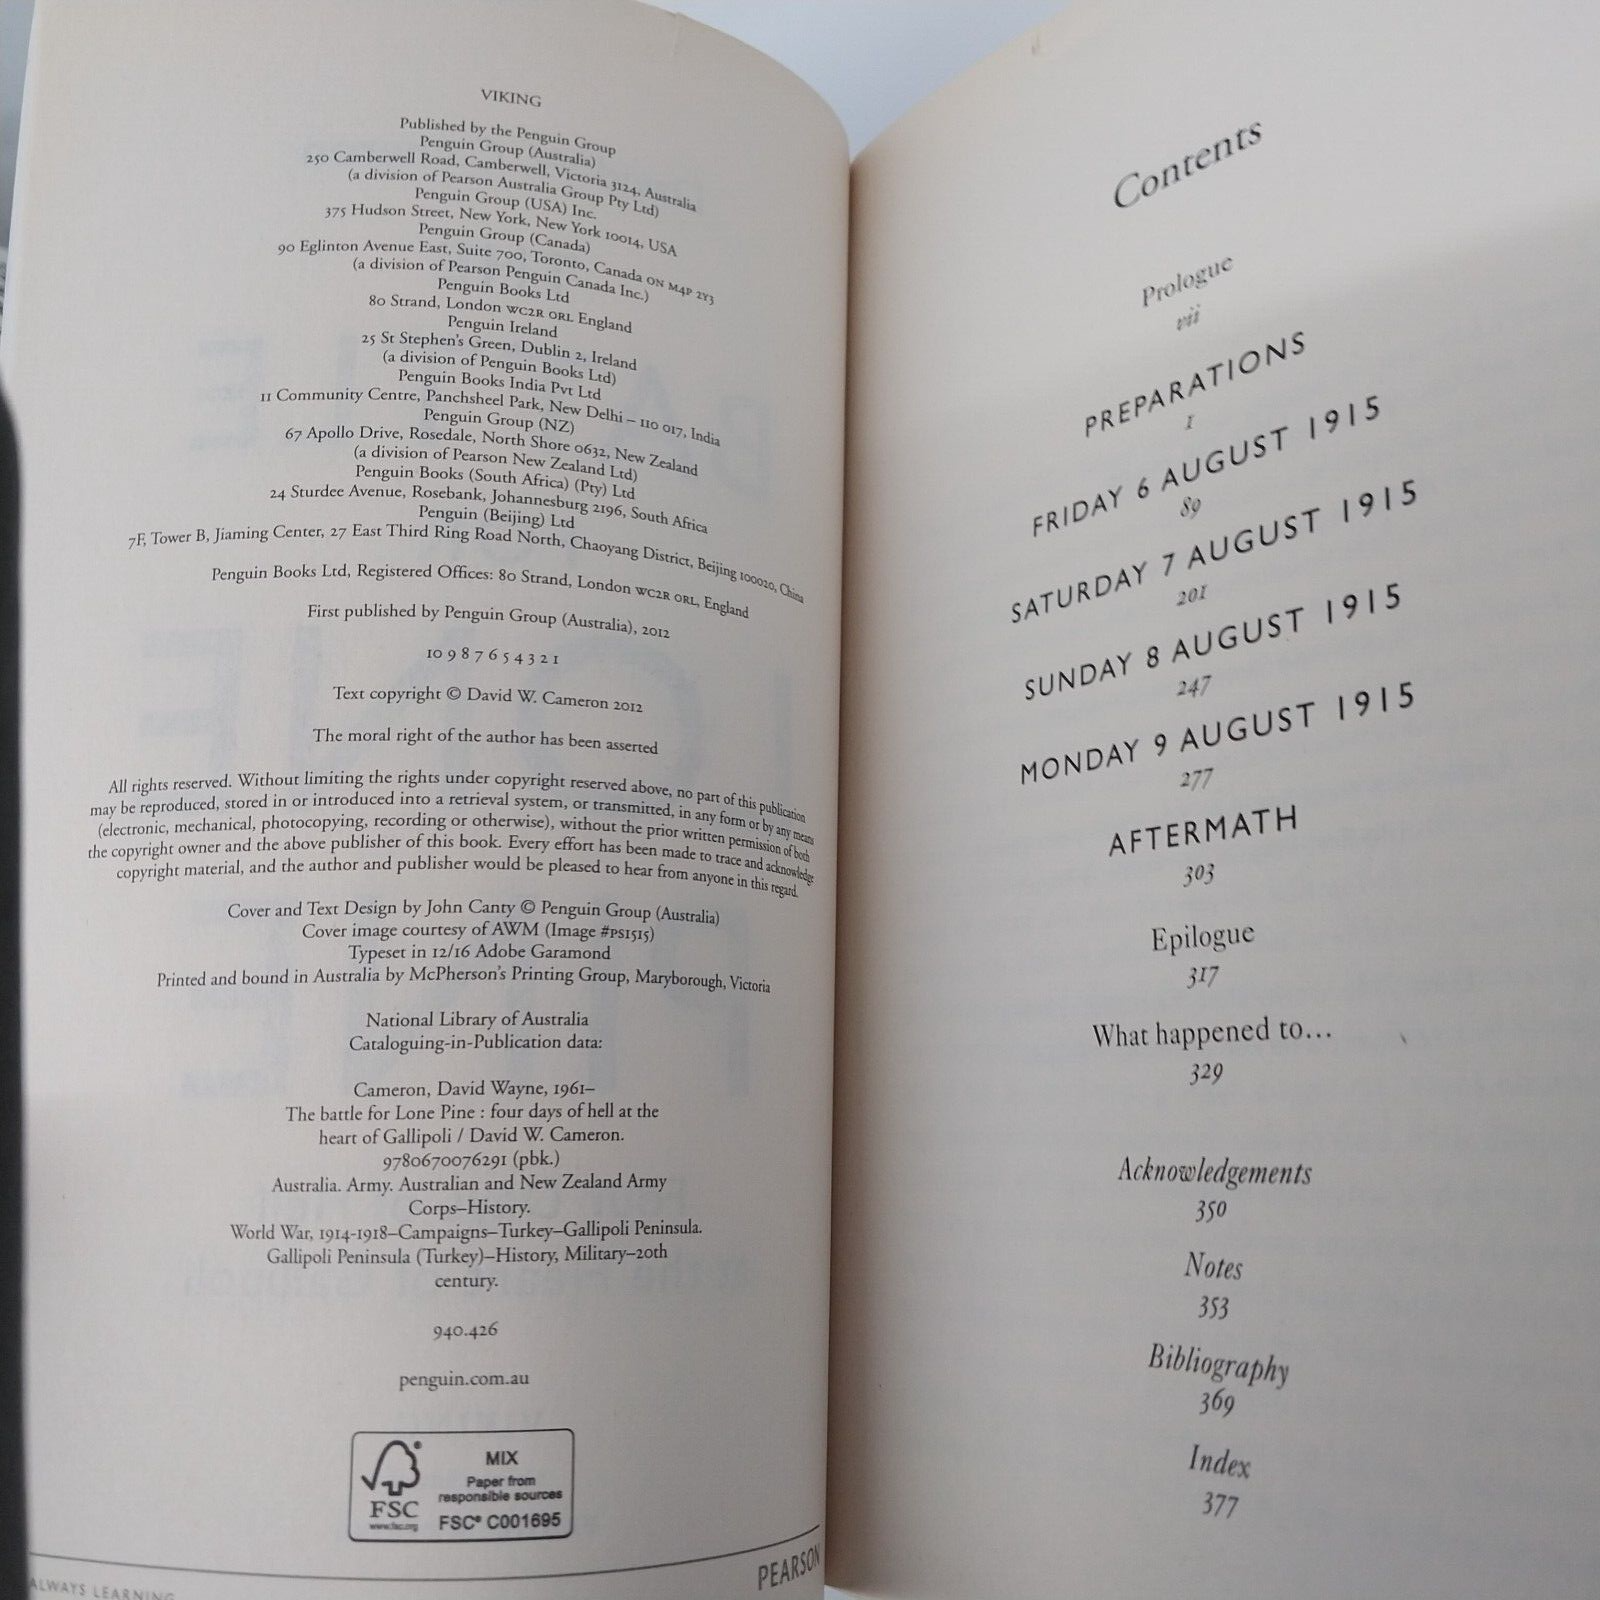 VIKING
Published by the Penguin Group
Penguin Group (Australia)
250 Camberwell Road, Camberwell, Victoria 3124, Australia
(a division of Pearson Australia Group Pty Ltd)
Penguin Group (USA) Inc.
375 Hudson Street, New York, New York 10014, USA
Penguin Group (Canada)
90 Eglinton Avenue East, Suite 700, Toronto, Canada ON M4P 2Y3
(a division of Pearson Penguin Canada Inc.)
Penguin Books Ltd
80 Strand, London WC2R 0RL England
Penguin Ireland
25 St Stephen's Green, Dublin 2, Ireland
(a division of Penguin Books Ltd)
Penguin Books India Pvt Ltd
11 Community Centre, Panchsheel Park, New Delhi – 110 017, India
Penguin Group (NZ)
67 Apollo Drive, Rosedale, North Shore 0632, New Zealand
(a division of Pearson New Zealand Ltd)
Penguin Books (South Africa) (Pty) Ltd
24 Sturdee Avenue, Rosebank, Johannesburg 2196, South Africa
Penguin (Beijing) Ltd
7F, Tower B, Jiaming Center, 27 East Third Ring Road North, Chaoyang District, Beijing 100020, China
Penguin Books Ltd, Registered Offices: 80 Strand, London WC2R 0RL, England
First published by Penguin Group (Australia), 2012
10 9 8 7 6 5 4 3 2 1
Text copyright © David W. Cameron 2012
The moral right of the author has been asserted
All rights reserved. Without limiting the rights under copyright reserved above, no part of this publication
may be reproduced, stored in or introduced into a retrieval system, or transmitted, in any form or by any means
(electronic, mechanical, photocopying, recording or otherwise), without the prior written permission of both
the copyright owner and the above publisher of this book. Every effort has been made to trace and acknowledge
copyright material, and the author and publisher would be pleased to hear from anyone in this regard.
Cover and Text Design by John Canty © Penguin Group (Australia)
Cover image courtesy of AWM (Image #PS1515)
Typeset in 12/16 Adobe Garamond
Printed and bound in Australia by McPherson's Printing Group, Maryborough, Victoria
National Library of Australia
Cataloguing-in-Publication data:
Cameron, David Wayne, 1961–
The battle for Lone Pine : four days of hell at the
heart of Gallipoli / David W. Cameron.
9780670076291 (pbk.)
Australia. Army. Australian and New Zealand Army
Corps–History.
World War, 1914-1918–Campaigns–Turkey–Gallipoli Peninsula.
Gallipoli Peninsula (Turkey)–History, Military–20th
century.
940.426
penguin.com.au
FSC
www.fsc.org
MIX
Paper from
responsible sources
FSC® C001695
ALWAYS LEARNING
PEARSON
Contents
Prologue
vii
PREPARATIONS
1
FRIDAY 6 AUGUST 1915
89
SATURDAY 7 AUGUST 1915
201
SUNDAY 8 AUGUST 1915
247
MONDAY 9 AUGUST 1915
277
AFTERMATH
303
Epilogue
317
What happened to...
329
Acknowledgements
350
Notes
353
Bibliography
369
Index
377